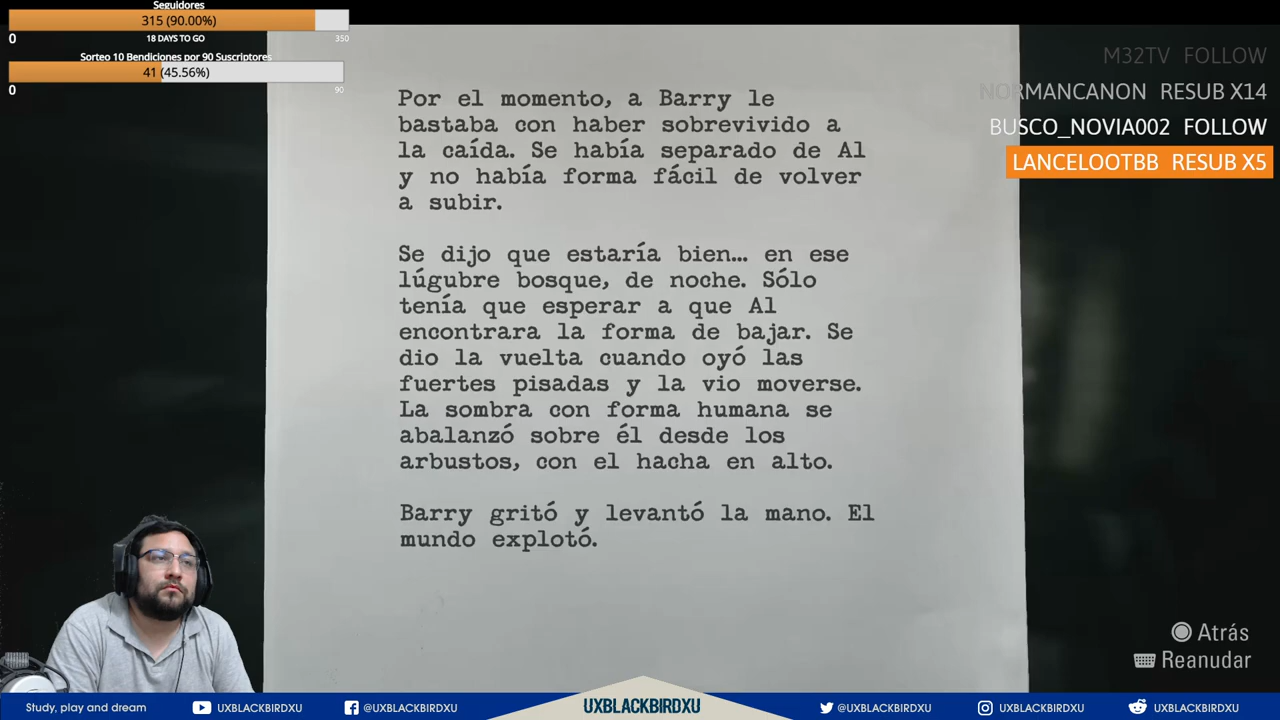 Seguidores
315 (90.00%)
0
18 DAYS TO GO
350
Sorteo 10 Bendiciones por 90 Suscriptores
41 (45.56%)
0
90
M32TV FOLLOW
NORMANCANON RESUB X14
BUSCO_NOVIA002 FOLLOW
LANCELOOTBB RESUB X5
Por el momento, a Barry le
bastaba con haber sobrevivido a
la caída. Se había separado de Al
y no había forma fácil de volver
a subir.
Se dijo que estaría bien... en ese
lúgubre bosque, de noche. Sólo
tenía que esperar a que Al
encontrara la forma de bajar. Se
dio la vuelta cuando oyó las
fuertes pisadas y la vio moverse.
La sombra con forma humana se
abalanzó sobre él desde los
arbustos, con el hacha en alto.
Barry gritó y levantó la mano. El
mundo explotó.
Atrás
Reanudar
Study, play and dream
UXBLACKBIRDXU
@UXBLACKBIRDXU
UXBLACKBIRDXU
@UXBLACKBIRDXU
UXBLACKBIRDXU
UXBLACKBIRDXU